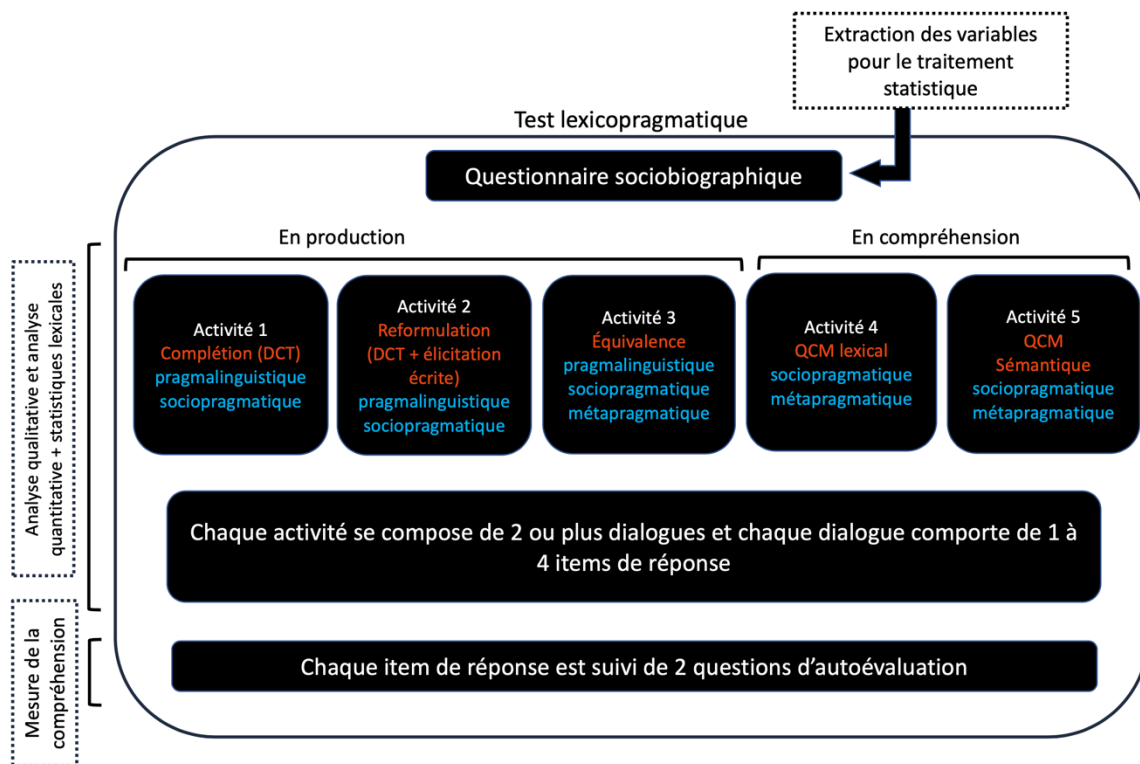 Extraction des variables
pour le traitement
statistique
Test lexicopragmatique
Questionnaire sociobiographique
En production
En compréhension
Activité 1
Complétion (DCT)
pragmalinguistique
sociopragmatique
Activité 2
Reformulation
(DCT + élicitation
écrite)
pragmalinguistique
sociopragmatique
Activité 3
Équivalence
pragmalinguistique
sociopragmatique
métapragmatique
Activité 4
QCM lexical
sociopragmatique
métapragmatique
Activité 5
QCM
Sémantique
sociopragmatique
métapragmatique
Analyse qualitative et analyse
quantitative + statistiques lexicales
Chaque activité se compose de 2 ou plus dialogues et chaque dialogue comporte de 1 à
4 items de réponse
Mesure de la
compréhension
Chaque item de réponse est suivi de 2 questions d’autoévaluation